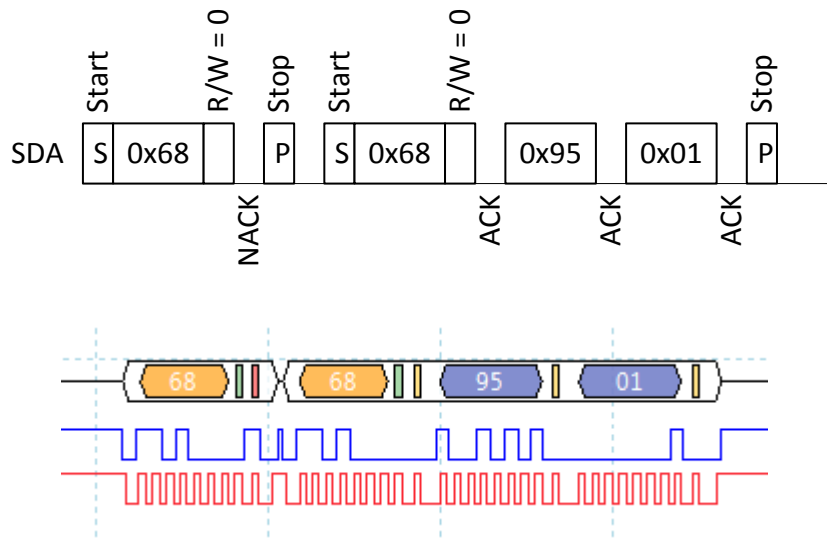 Start R/W = 0 Stop Start R/W = 0 Stop
SDA S 0x68 P S 0x68 0x95 0x01 P
NACK ACK ACK ACK
68 68 95 01